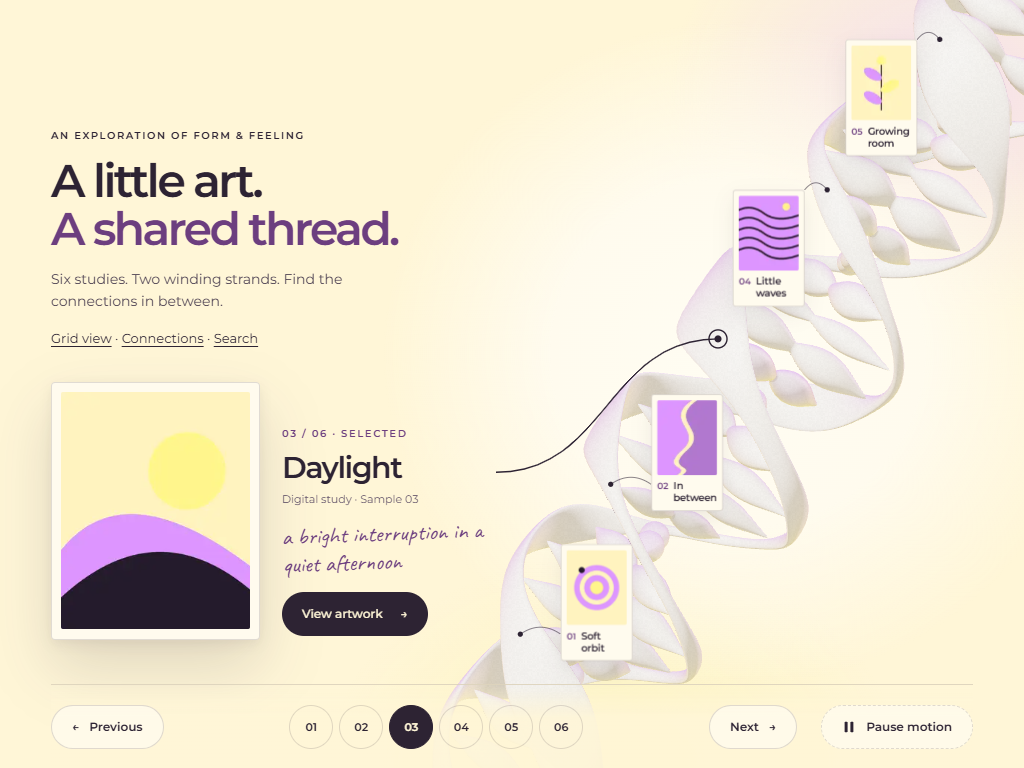 AN EXPLORATION OF FORM & FEELING
A little art.
A shared thread.
Six studies. Two winding strands. Find the
connections in between.
Grid view · Connections · Search
03 / 06 · SELECTED
Daylight
Digital study · Sample 03
a bright interruption in a
quiet afternoon
View artwork →
05 Growing
room
04 Little
waves
02 In
between
01 Soft
orbit
← Previous
01 02 03 04 05 06
Next →
Pause motion